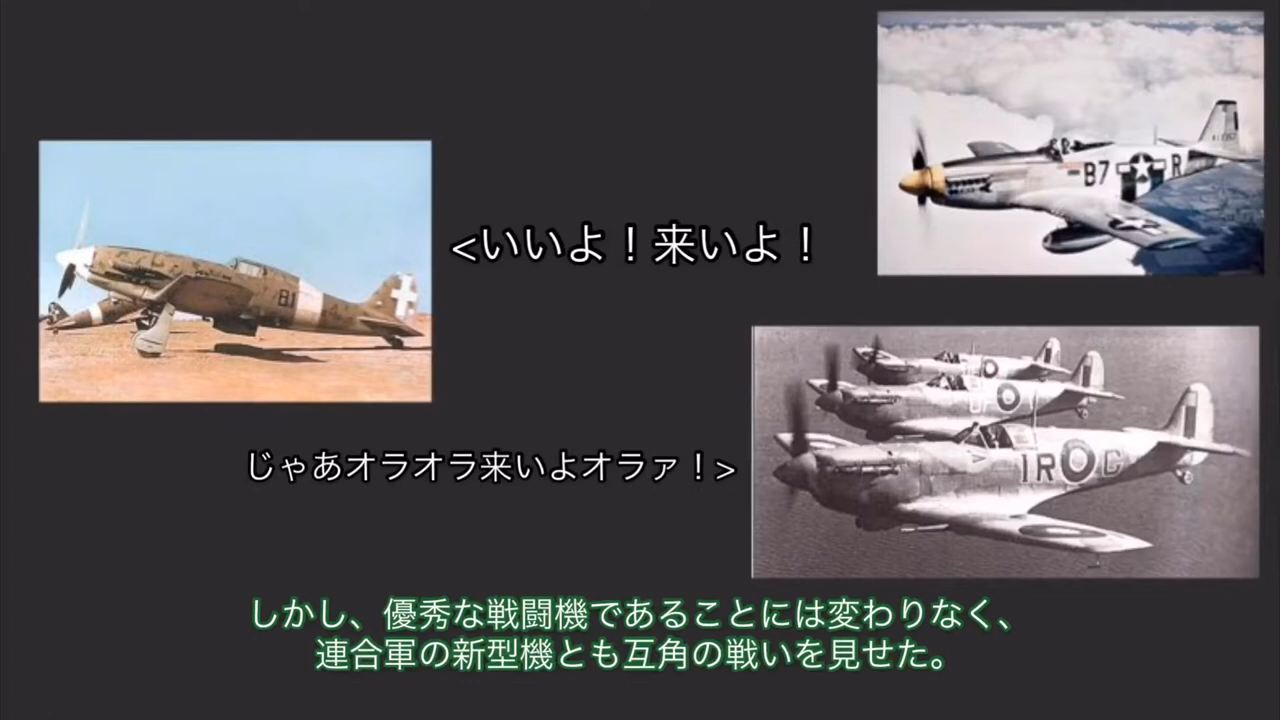 B7
R
<いいよ！来いよ！
81
IR C
じゃあオラオラ来いよオラァ！>
しかし、優秀な戦闘機であることには変わりなく、
連合軍の新型機とも互角の戦いを見せた。